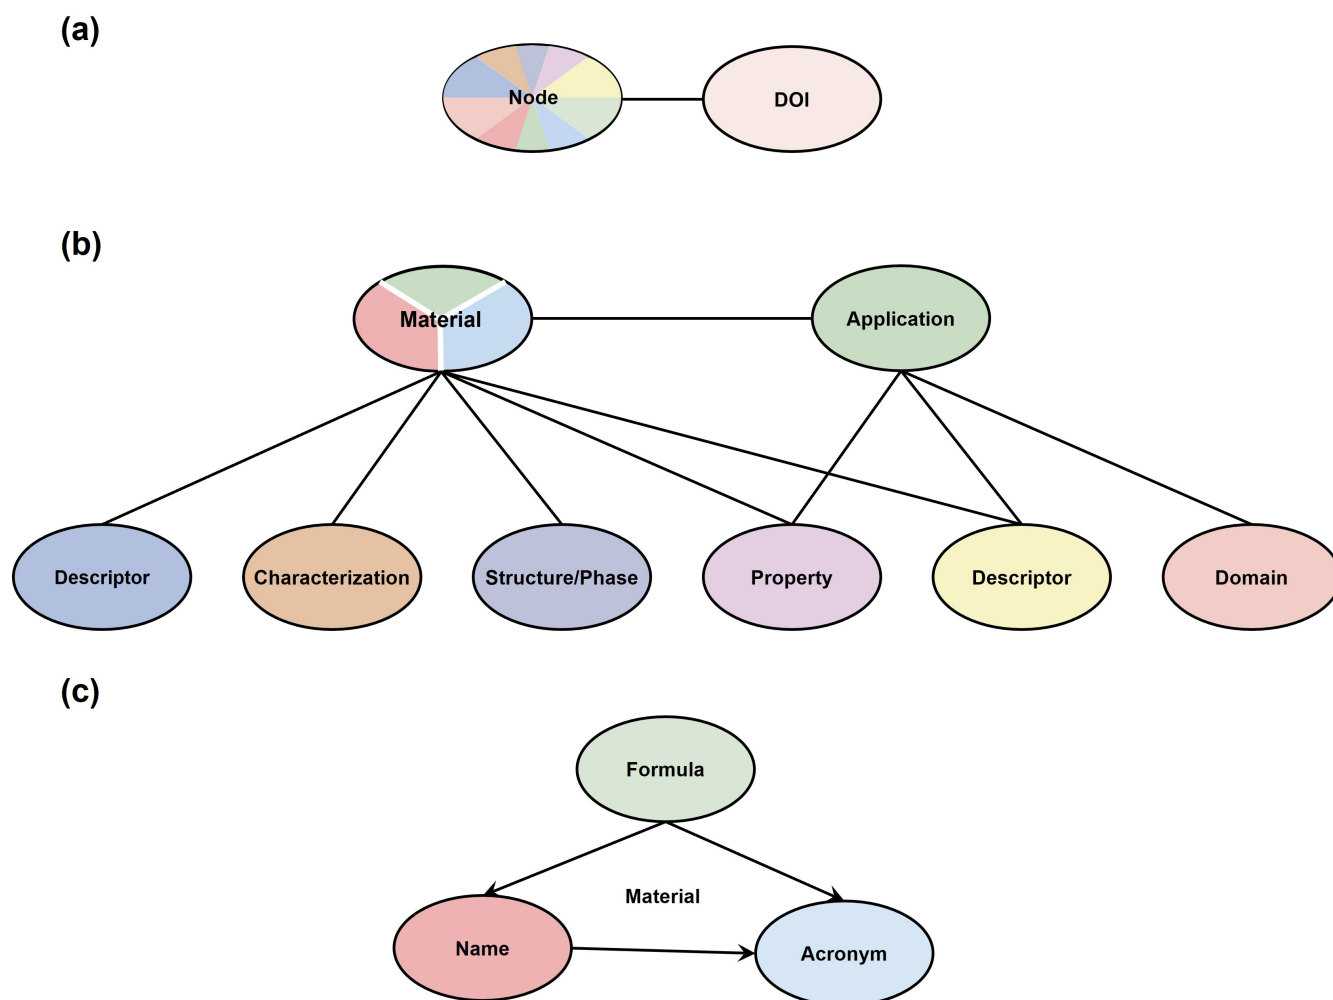 (a)
Node
DOI
(b)
Material
Application
Descriptor
Characterization
Structure/Phase
Property
Descriptor
Domain
(c)
Formula
Material
Name
Acronym